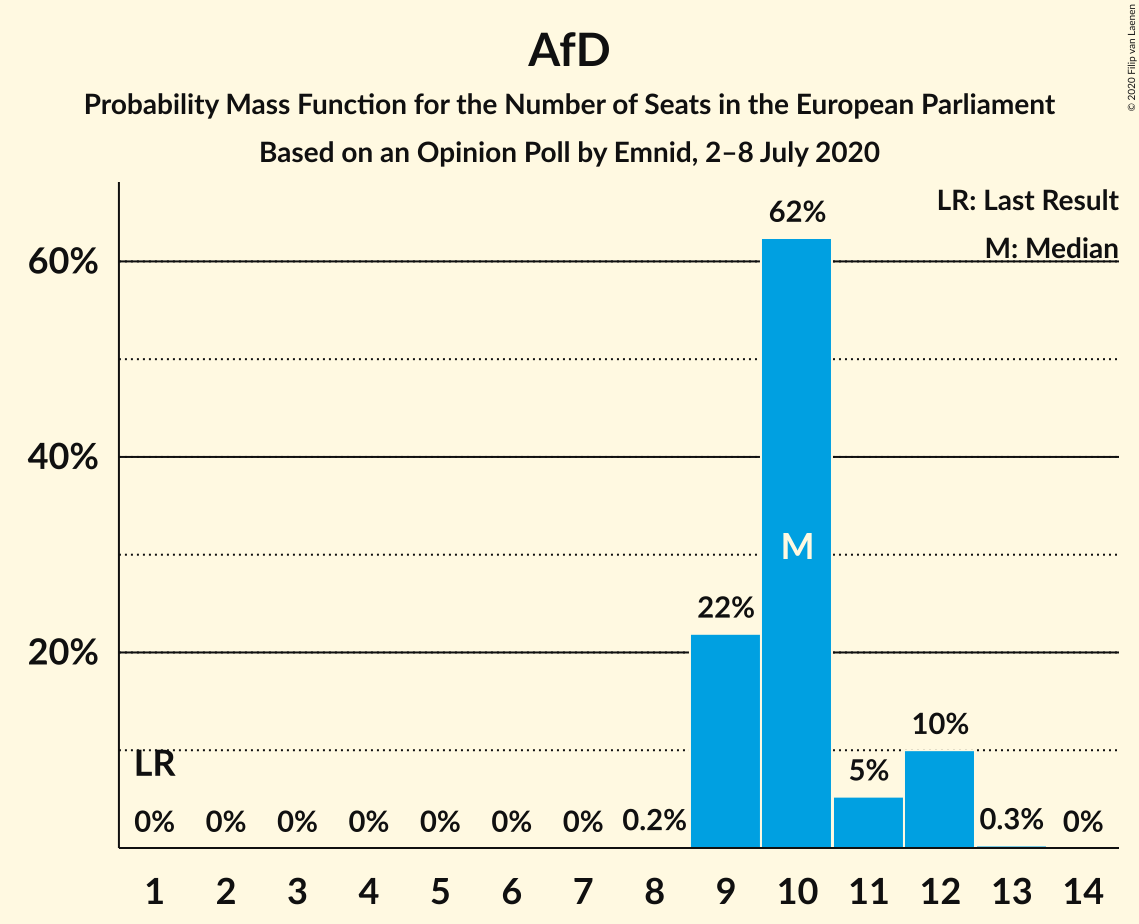 AfD
Probability Mass Function for the Number of Seats in the European Parliament
Based on an Opinion Poll by Emnid, 2–8 July 2020
© 2020 Filip van Laenen
LR: Last Result
M: Median
60%
40%
20%
62%
M
22%
10%
5%
LR
0% 0% 0% 0% 0% 0% 0% 0.2% 0.3% 0%
1 2 3 4 5 6 7 8 9 10 11 12 13 14